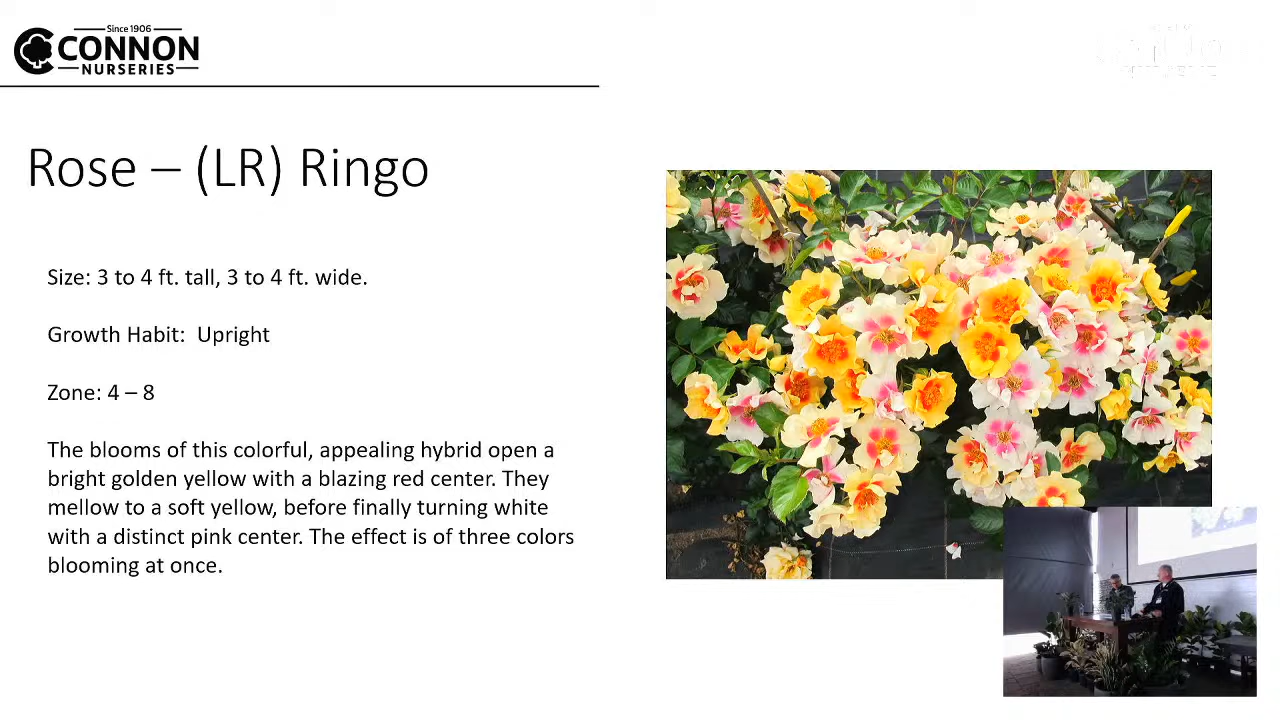 Since 1906
CONNON
NURSERIES
Rose – (LR) Ringo
Size: 3 to 4 ft. tall, 3 to 4 ft. wide.
Growth Habit:  Upright
Zone: 4 – 8
The blooms of this colorful, appealing hybrid open a
bright golden yellow with a blazing red center. They
mellow to a soft yellow, before finally turning white
with a distinct pink center. The effect is of three colors
blooming at once.